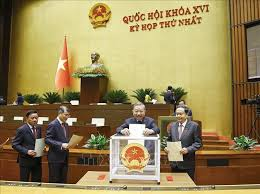 QUỐC HỘI KHÓA XVI
KỲ HỌP THỨ NHẤT